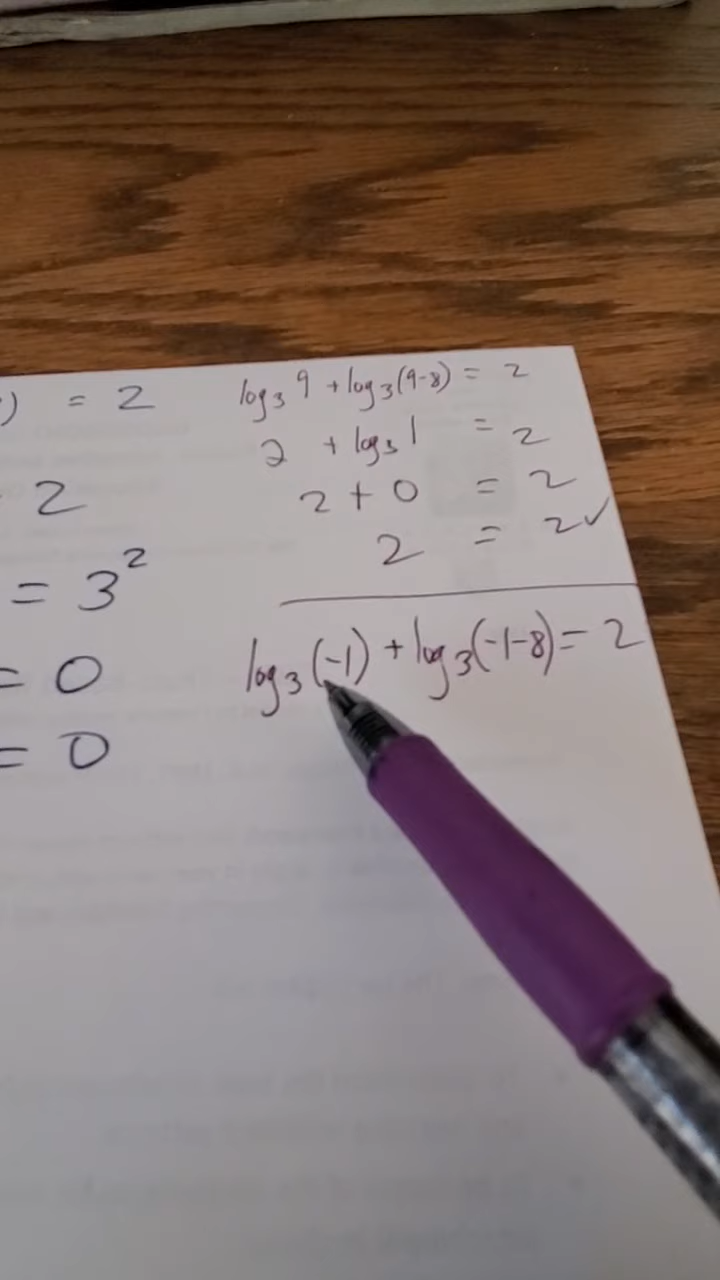 ) = 2
2
= 3²
= 0
= 0
log₃ 9 + log₃(9-8) = 2
2 + log₃ 1 = 2
2 + 0 = 2
2 = 2 ✓
log₃(-1) + log₃(-1-8) = 2